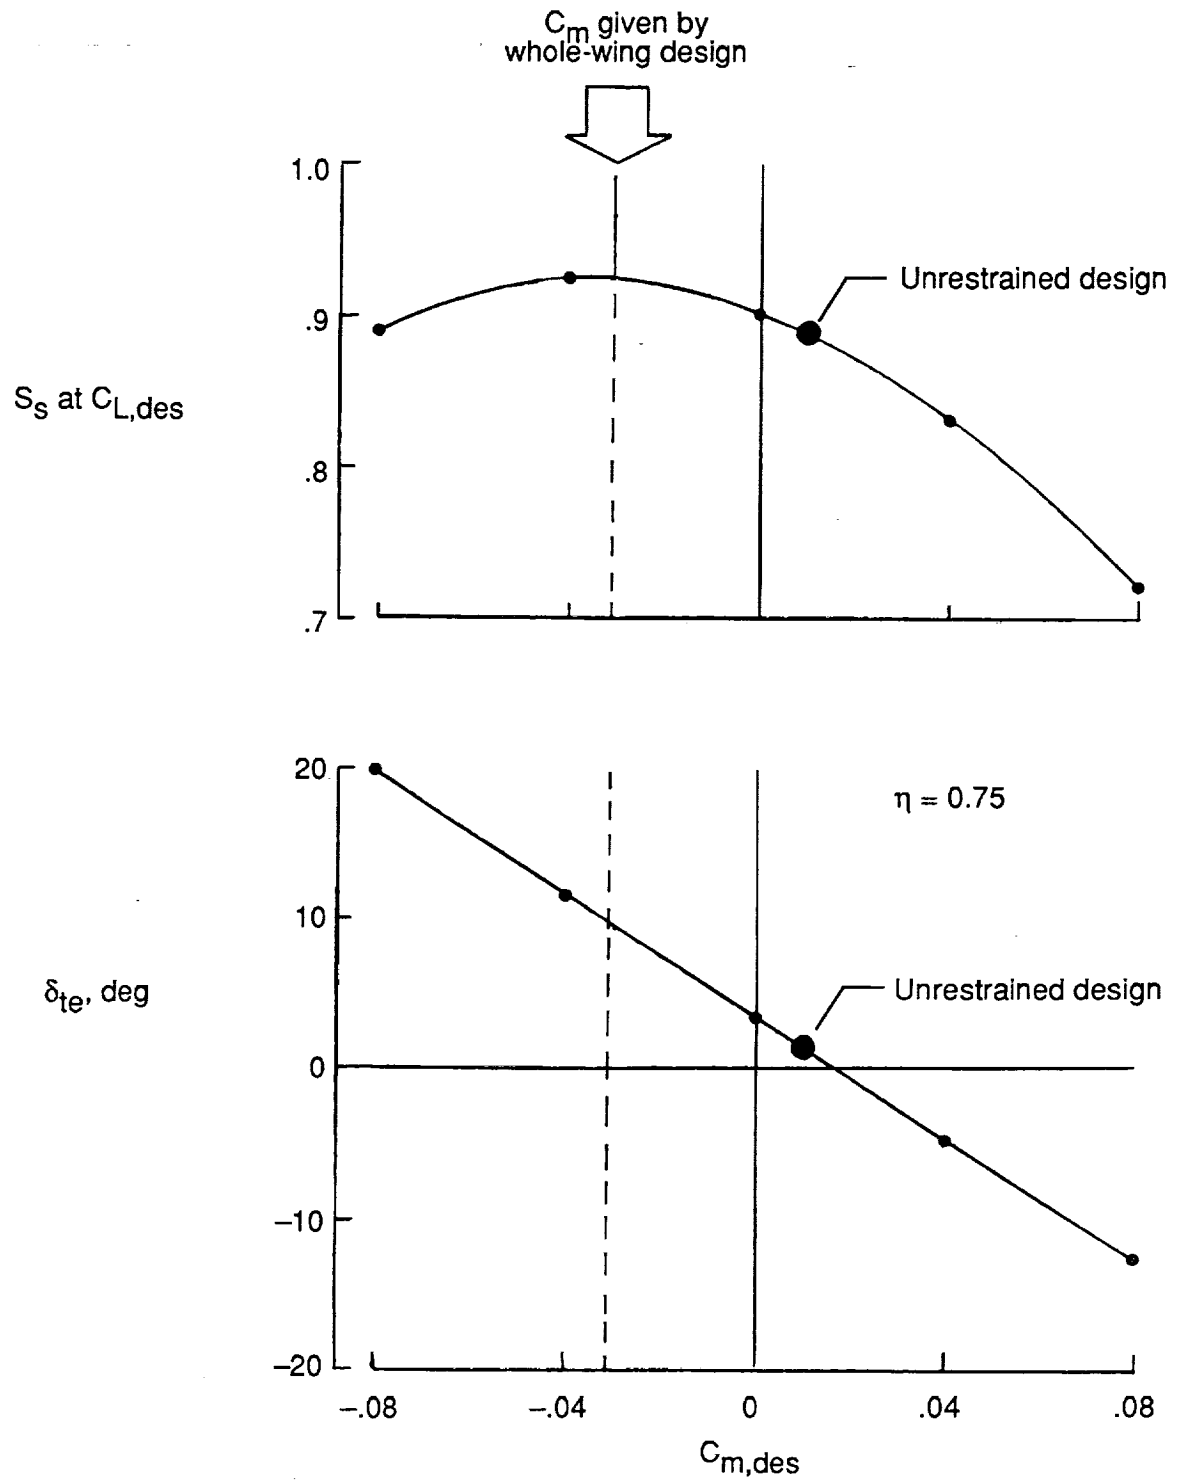 Cm given by
whole-wing design
1.0
Unrestrained design
.9
Ss at CL,des
.8
.7
20
η = 0.75
10
Unrestrained design
δte, deg
0
−10
−20
−.08 −.04 0 .04 .08
Cm,des